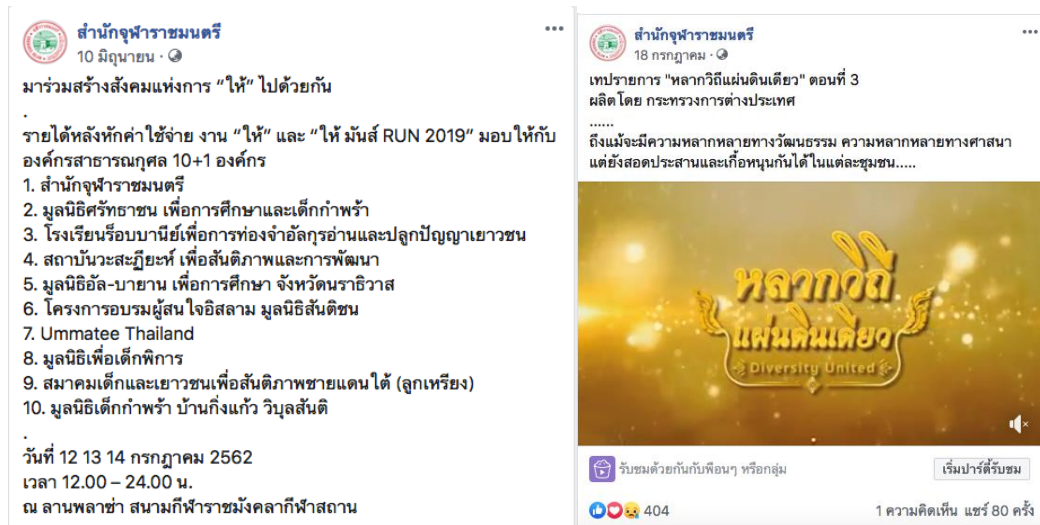 สำนักจุฬาราชมนตรี
10 มิถุนายน ·
มาร่วมสร้างสังคมแห่งการ “ให้” ไปด้วยกัน
.
รายได้หลังหักค่าใช้จ่าย งาน “ให้” และ “ให้ มันส์ RUN 2019” มอบให้กับ
องค์กรสาธารณกุศล 10+1 องค์กร
1. สำนักจุฬาราชมนตรี
2. มูลนิธิศรัทธาชน เพื่อการศึกษาและเด็กกำพร้า
3. โรงเรียนร็อบบานีย์เพื่อการท่องจำอัลกุรอ่านและปลูกปัญญาเยาวชน
4. สถาบันวะสะฏียะห์ เพื่อสันติภาพและการพัฒนา
5. มูลนิธิอัล-บายาน เพื่อการศึกษา จังหวัดนราธิวาส
6. โครงการอบรมผู้สนใจอิสลาม มูลนิธิสันติชน
7. Ummatee Thailand
8. มูลนิธิเพื่อเด็กพิการ
9. สมาคมเด็กและเยาวชนเพื่อสันติภาพชายแดนใต้ (ลูกเหรียง)
10. มูลนิธิเด็กกำพร้า บ้านกิ่งแก้ว วิบุลสันติ
.
วันที่ 12 13 14 กรกฎาคม 2562
เวลา 12.00 – 24.00 น.
ณ ลานพลาซ่า สนามกีฬาราชมังคลากีฬาสถาน
สำนักจุฬาราชมนตรี
18 กรกฎาคม ·
เทปรายการ "หลากวิถีแผ่นดินเดียว" ตอนที่ 3
ผลิตโดย กระทรวงการต่างประเทศ
......
ถึงแม้จะมีความหลากหลายทางวัฒนธรรม ความหลากหลายทางศาสนา
แต่ยังสอดประสานและเกื้อหนุนกันได้ในแต่ละชุมชน.....
หลากวิถี
แผ่นดินเดียว
Diversity United
รับชมด้วยกันกับเพื่อนๆ หรือกลุ่ม
เริ่มปาร์ตี้รับชม
404
1 ความคิดเห็น แชร์ 80 ครั้ง